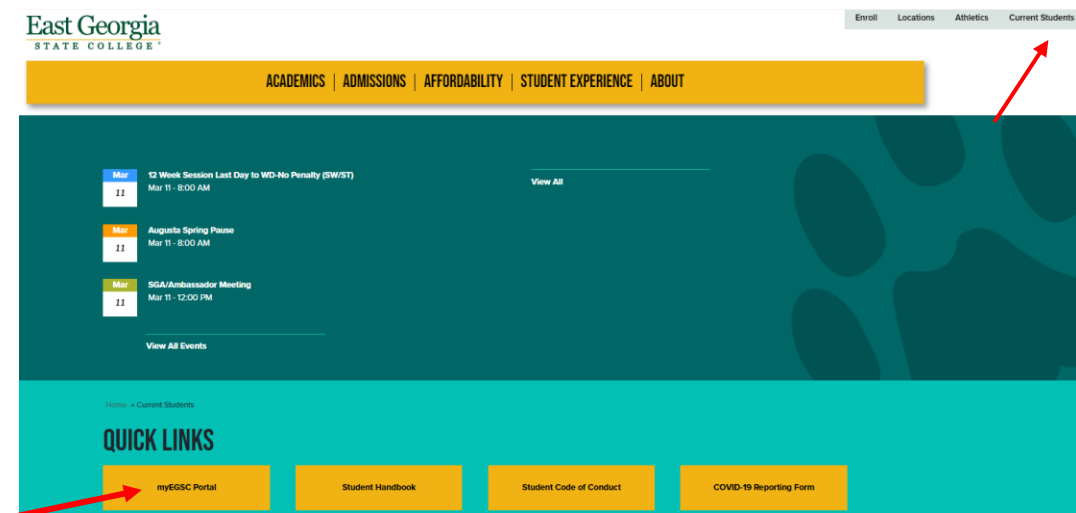 East Georgia
STATE COLLEGE
Enroll Locations Athletics Current Students
ACADEMICS | ADMISSIONS | AFFORDABILITY | STUDENT EXPERIENCE | ABOUT
Mar
11
12 Week Session Last Day to WD-No Penalty (SW/ST)
Mar 11 - 8:00 AM
Mar
11
Augusta Spring Pause
Mar 11 - 8:00 AM
Mar
11
SGA/Ambassador Meeting
Mar 11 - 12:00 PM
View All Events
View All
Home » Current Students
QUICK LINKS
myEGSC Portal
Student Handbook
Student Code of Conduct
COVID-19 Reporting Form